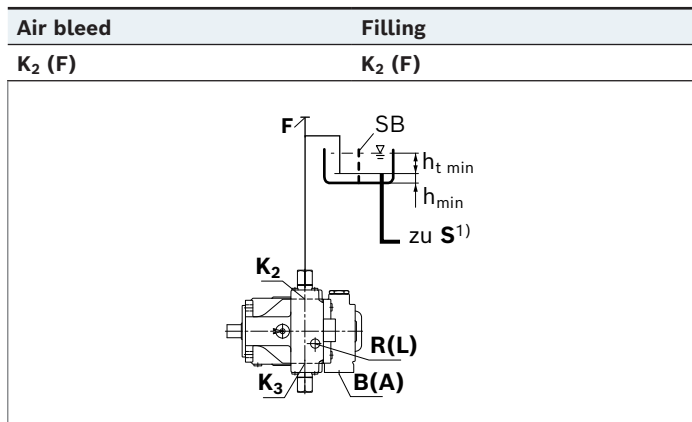 Air bleed Filling
K₂ (F) K₂ (F)
F
SB
hₜ ₘᵢₙ
hₘᵢₙ
zu S¹⁾
K₂
R(L)
K₃
B(A)